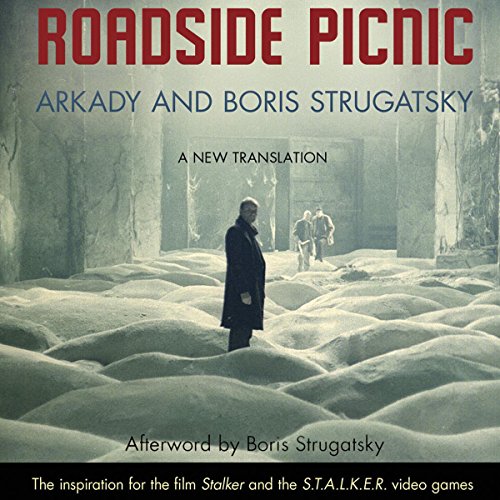 ROADSIDE PICNIC
ARKADY AND BORIS STRUGATSKY
A NEW TRANSLATION
Afterword by Boris Strugatsky
The inspiration for the film Stalker and the S.T.A.L.K.E.R. video games